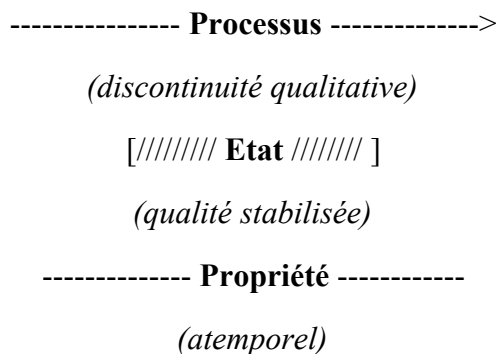 ---------------- Processus -------------->
(discontinuité qualitative)
[///////// Etat //////// ]
(qualité stabilisée)
-------------- Propriété ------------
(atemporel)